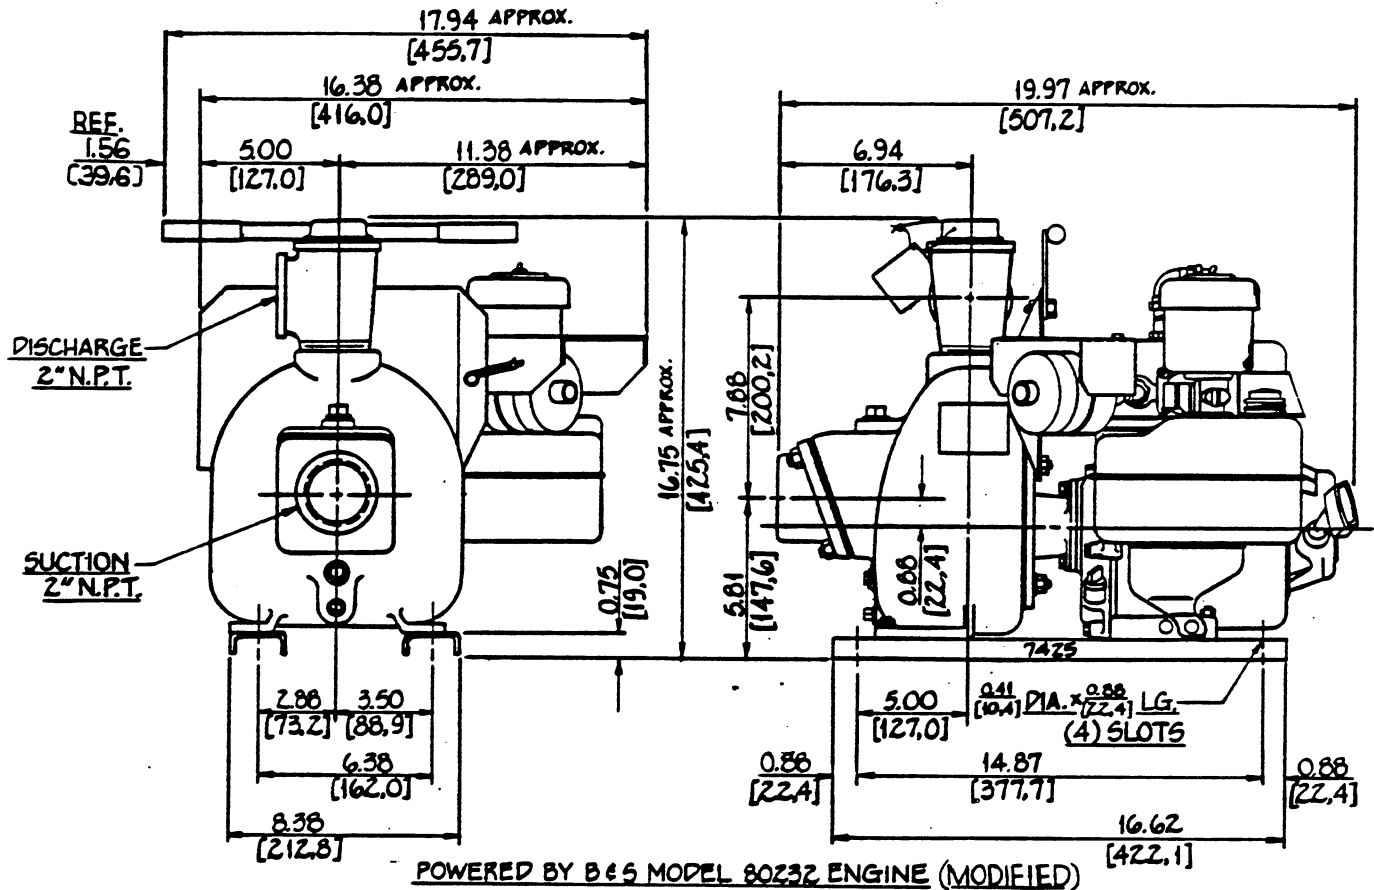 17.94 APPROX.
[455,7]
16.38 APPROX.
[416,0]
REF.
1.56
[39,6]
5.00
[127,0]
11.38 APPROX.
[289,0]
19.97 APPROX.
[507,2]
6.94
[176,3]
DISCHARGE
2" N.P.T.
SUCTION
2" N.P.T.
16.75 APPROX.
[425,4]
7.88
[200,2]
5.81
[147,6]
0.88
[22,4]
0.75
[19,0]
7425
2.88
[73,2]
3.50
[88,9]
6.38
[162,0]
8.38
[212,8]
5.00
[127,0]
0.41
[10,4] DIA. x 0.88
[22,4] LG.
(4) SLOTS
0.88
[22,4]
14.87
[377,7]
0.88
[22,4]
16.62
[422,1]
POWERED BY B & S MODEL 80232 ENGINE (MODIFIED)